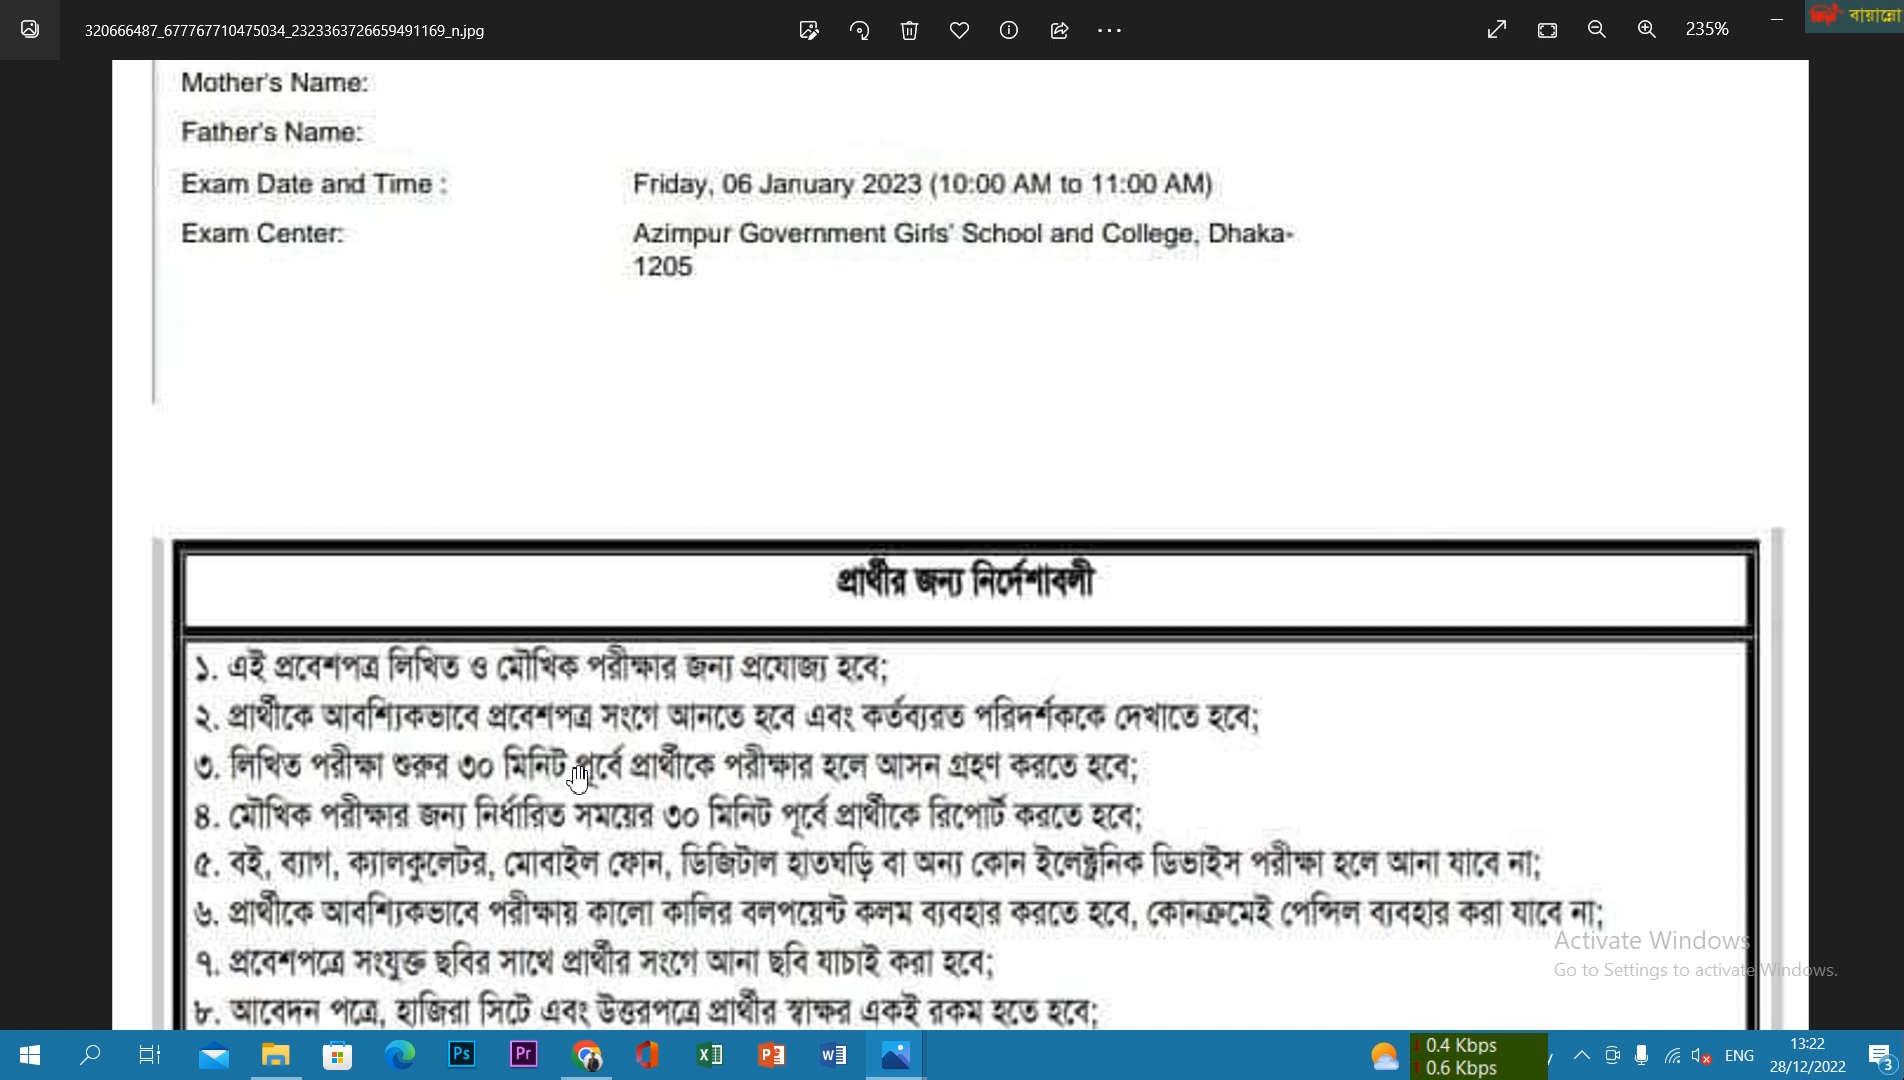 320666487_677767710475034_2323363726659491169_n.jpg
235%
বায়ান্নো
Mother's Name:
Father's Name:
Exam Date and Time : Friday, 06 January 2023 (10:00 AM to 11:00 AM)
Exam Center: Azimpur Government Girls' School and College, Dhaka-
1205
প্রার্থীর জন্য নির্দেশাবলী
১. এই প্রবেশপত্র লিখিত ও মৌখিক পরীক্ষার জন্য প্রযোজ্য হবে;
২. প্রার্থীকে আবশ্যিকভাবে প্রবেশপত্র সংগে আনতে হবে এবং কর্তব্যরত পরিদর্শককে দেখাতে হবে;
৩. লিখিত পরীক্ষা শুরুর ৩০ মিনিট পূর্বে প্রার্থীকে পরীক্ষার হলে আসন গ্রহণ করতে হবে;
৪. মৌখিক পরীক্ষার জন্য নির্ধারিত সময়ের ৩০ মিনিট পূর্বে প্রার্থীকে রিপোর্ট করতে হবে;
৫. বই, ব্যাগ, ক্যালকুলেটর, মোবাইল ফোন, ডিজিটাল হাতঘড়ি বা অন্য কোন ইলেক্ট্রনিক ডিভাইস পরীক্ষা হলে আনা যাবে না;
৬. প্রার্থীকে আবশ্যিকভাবে পরীক্ষায় কালো কালির বলপয়েন্ট কলম ব্যবহার করতে হবে, কোনক্রমেই পেন্সিল ব্যবহার করা যাবে না;
৭. প্রবেশপত্রে সংযুক্ত ছবির সাথে প্রার্থীর সংগে আনা ছবি যাচাই করা হবে;
৮. আবেদন পত্রে, হাজিরা সিটে এবং উত্তরপত্রে প্রার্থীর স্বাক্ষর একই রকম হতে হবে;
Activate Windows
Go to Settings to activate Windows.
Ps
Pr
0.4 Kbps
0.6 Kbps
ENG
13:22
28/12/2022
3